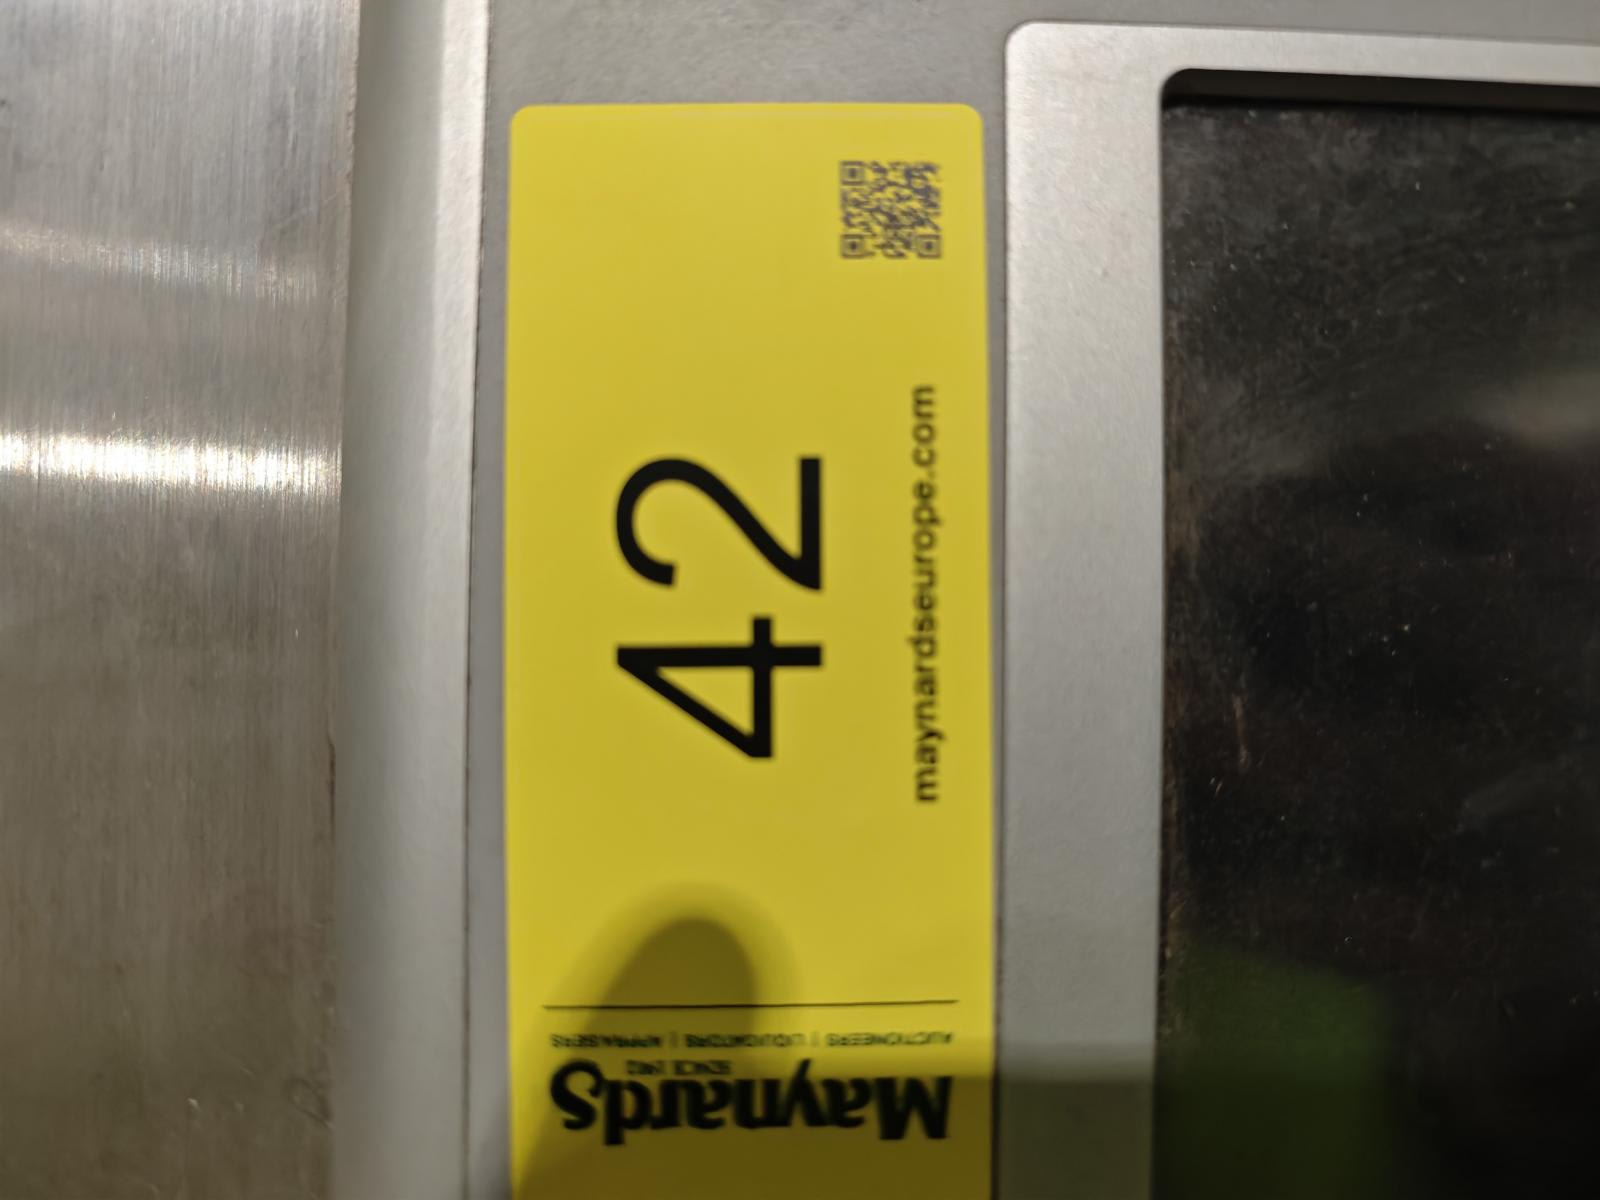 Maynards
SINCE 1902
AUCTIONEERS | LIQUIDATORS | APPRAISERS
42
maynardseurope.com